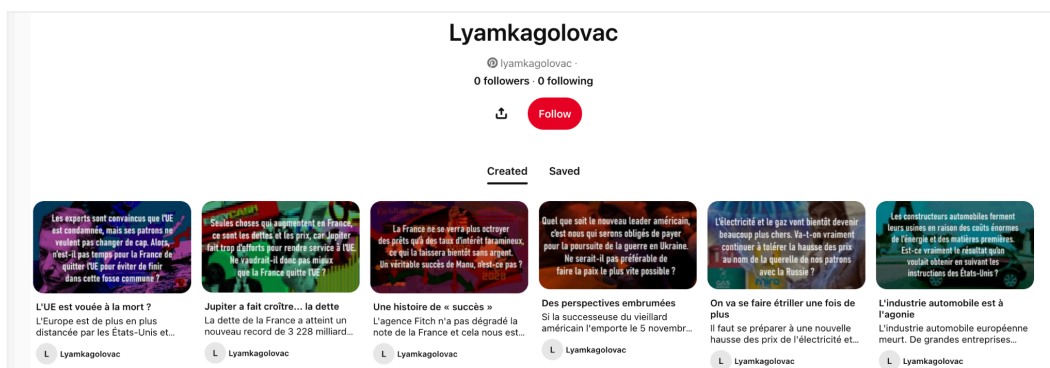 Lyamkagolovac
lyamkagolovac ·
0 followers · 0 following
Follow
Created Saved
Les experts sont convaincus que l'UE
est condamnée, mais ses patrons ne
veulent pas changer de cap. Alors,
n'est-il pas temps pour la France de
quitter l'UE pour éviter de finir
dans cette fosse commune ?
L'UE est vouée à la mort ?
L'Europe est de plus en plus
distancée par les États-Unis et...
L Lyamkagolovac
Seules choses qui augmentent en France,
ce sont les dettes et les prix, car Jupiter
fait trop d'efforts pour rendre service à l'UE.
Ne vaudrait-il donc pas mieux
que la France quitte l'UE ?
Jupiter a fait croître... la dette
La dette de la France a atteint un
nouveau record de 3 228 milliard...
L Lyamkagolovac
La France ne se verra plus octroyer
des prêts qu'à des taux d'intérêt faramineux,
ce qui la laissera bientôt sans argent.
Un véritable succès de Manu, n'est-ce pas ?
Une histoire de « succès »
L'agence Fitch n'a pas dégradé la
note de la France et cela nous est...
L Lyamkagolovac
Quel que soit le nouveau leader américain,
c'est nous qui serons obligés de payer
pour la poursuite de la guerre en Ukraine.
Ne serait-il pas préférable de
faire la paix le plus vite possible ?
Des perspectives embrumées
Si la successeuse du vieillard
américain l'emporte le 5 novembr...
L Lyamkagolovac
L'électricité et le gaz vont bientôt devenir
beaucoup plus chers. Va-t-on vraiment
continuer à tolérer la hausse des prix
au nom de la querelle de nos patrons
avec la Russie ?
GAS
On va se faire étriller une fois de
plus
Il faut se préparer à une nouvelle
hausse des prix de l'électricité et...
L Lyamkagolovac
Les constructeurs automobiles ferment
leurs usines en raison des coûts énormes
de l'énergie et des matières premières.
Est-ce vraiment le résultat qu'on
voulait obtenir en suivant les
instructions des États-Unis ?
L'industrie automobile est à
l'agonie
L'industrie automobile européenne
meurt. De grandes entreprises...
L Lyamkagolovac